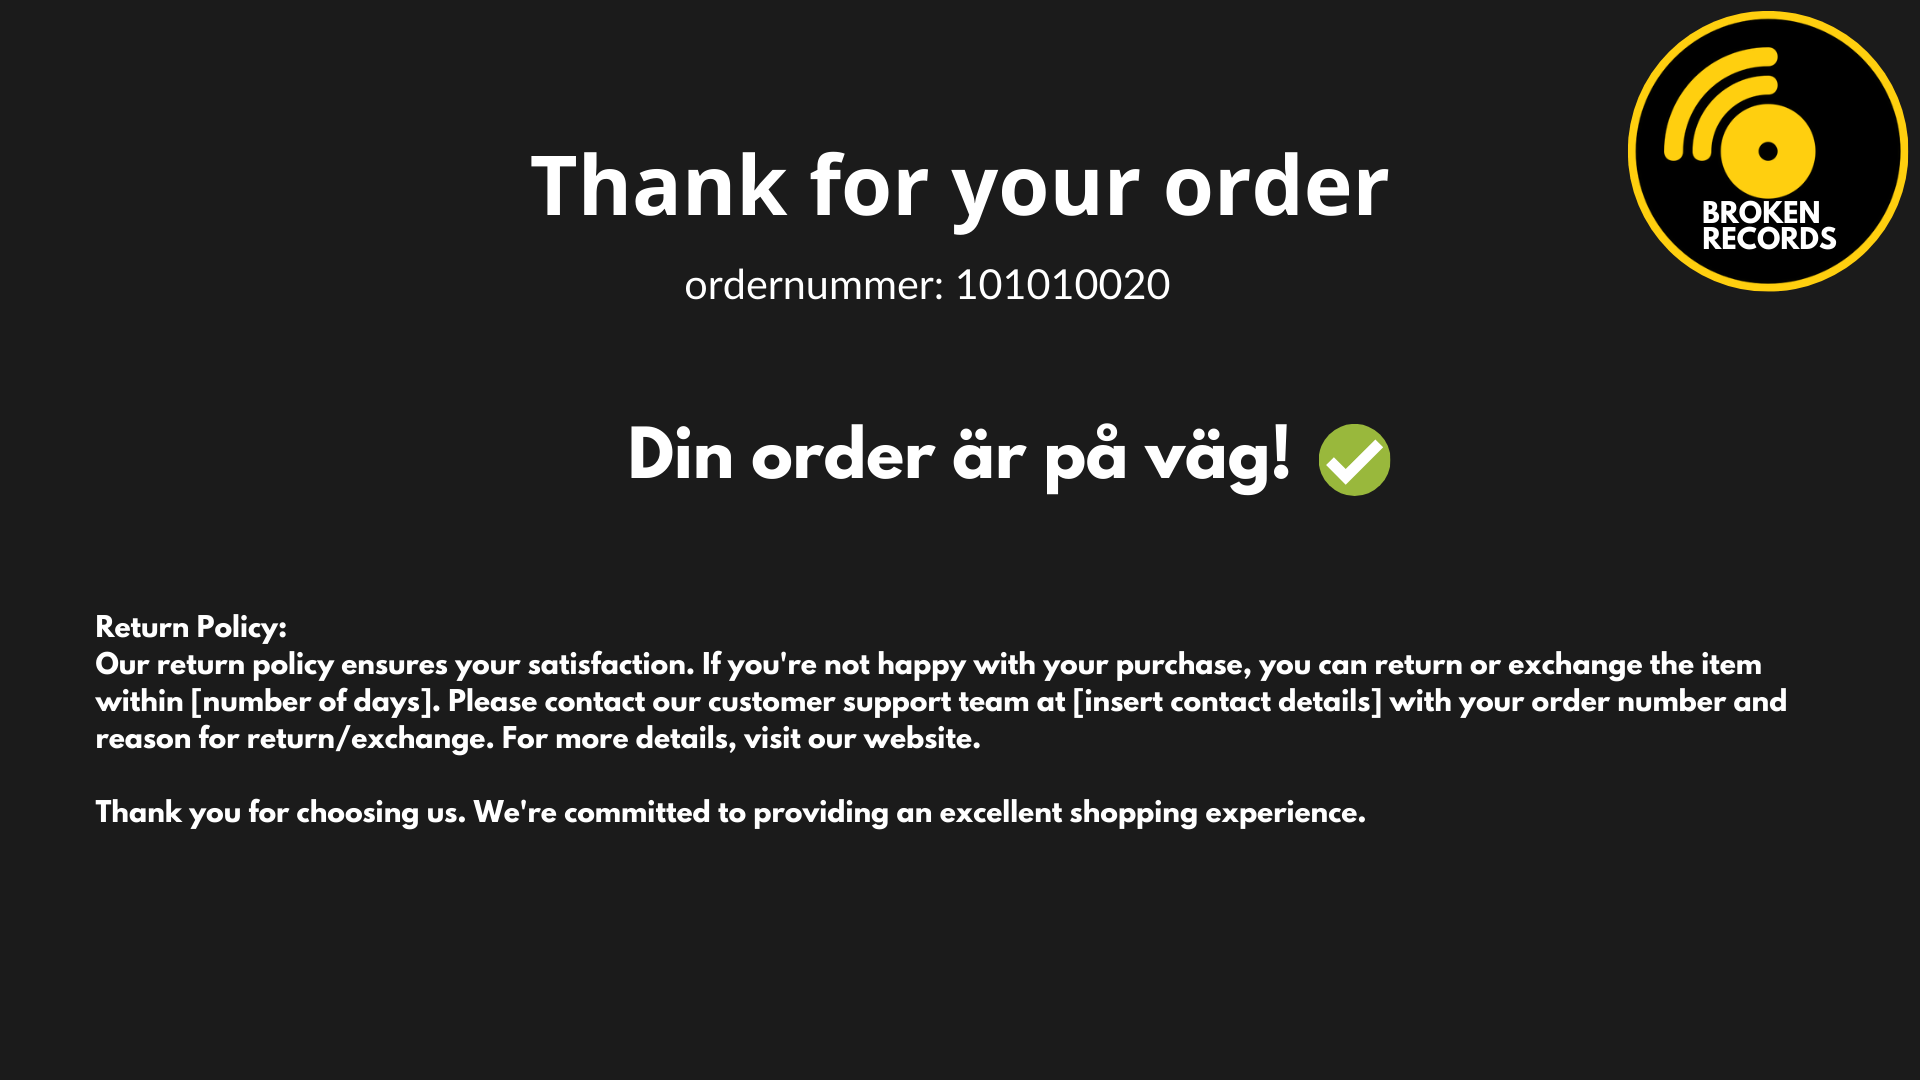 BROKEN
RECORDS
Thank for your order
ordernummer: 101010020
Din order är på väg!
Return Policy:
Our return policy ensures your satisfaction. If you're not happy with your purchase, you can return or exchange the item
within [number of days]. Please contact our customer support team at [insert contact details] with your order number and
reason for return/exchange. For more details, visit our website.
Thank you for choosing us. We're committed to providing an excellent shopping experience.